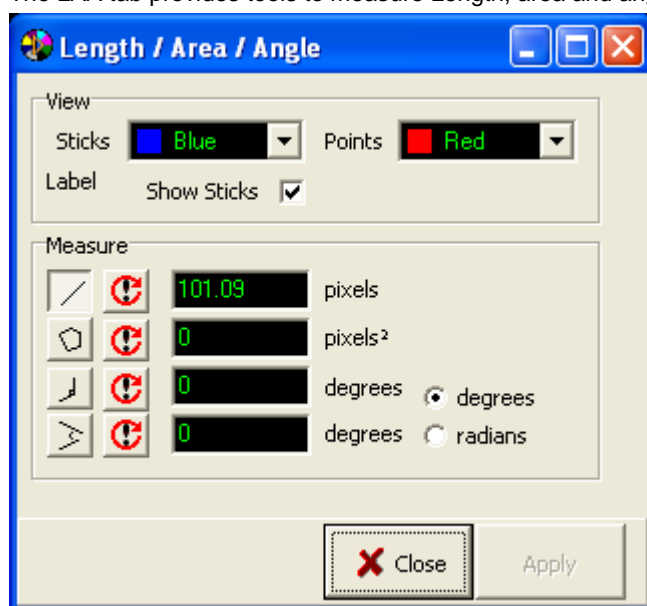 Length / Area / Angle
View
Sticks Blue Points Red
Label Show Sticks
Measure
101.09 pixels
0 pixels²
0 degrees degrees
0 degrees radians
Close Apply